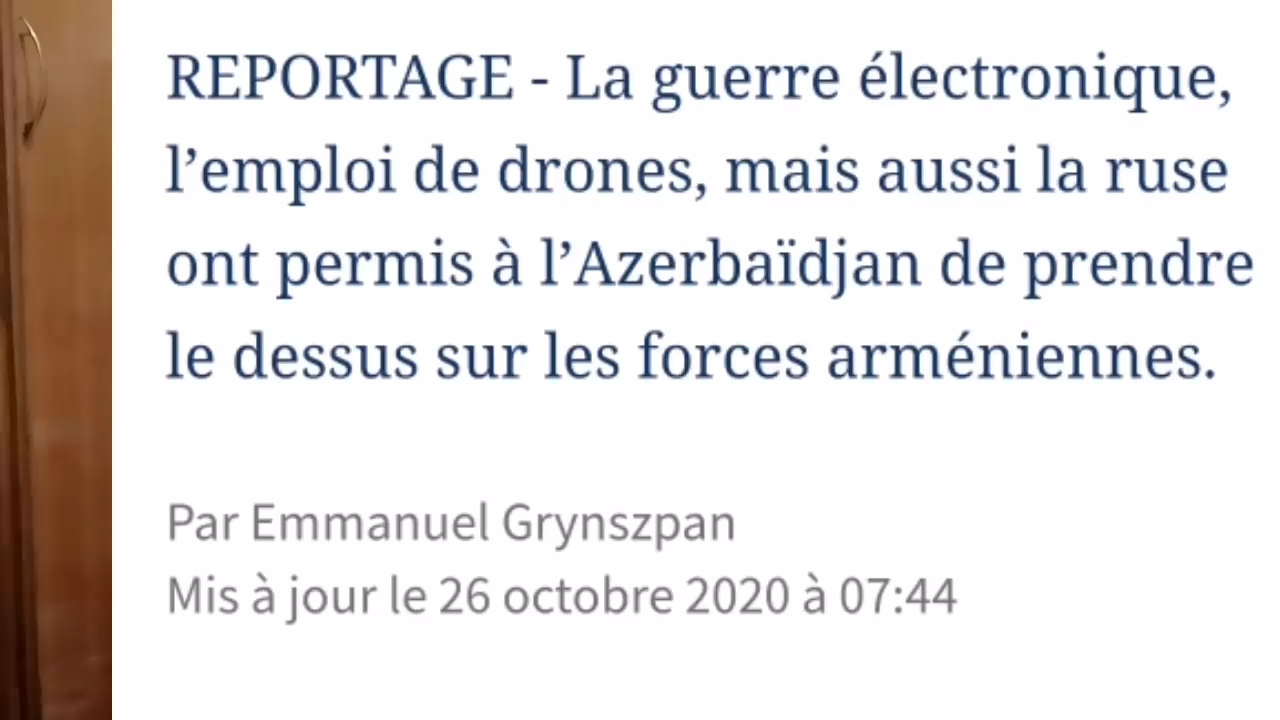 REPORTAGE - La guerre électronique,
l’emploi de drones, mais aussi la ruse
ont permis à l’Azerbaïdjan de prendre
le dessus sur les forces arméniennes.
Par Emmanuel Grynszpan
Mis à jour le 26 octobre 2020 à 07:44